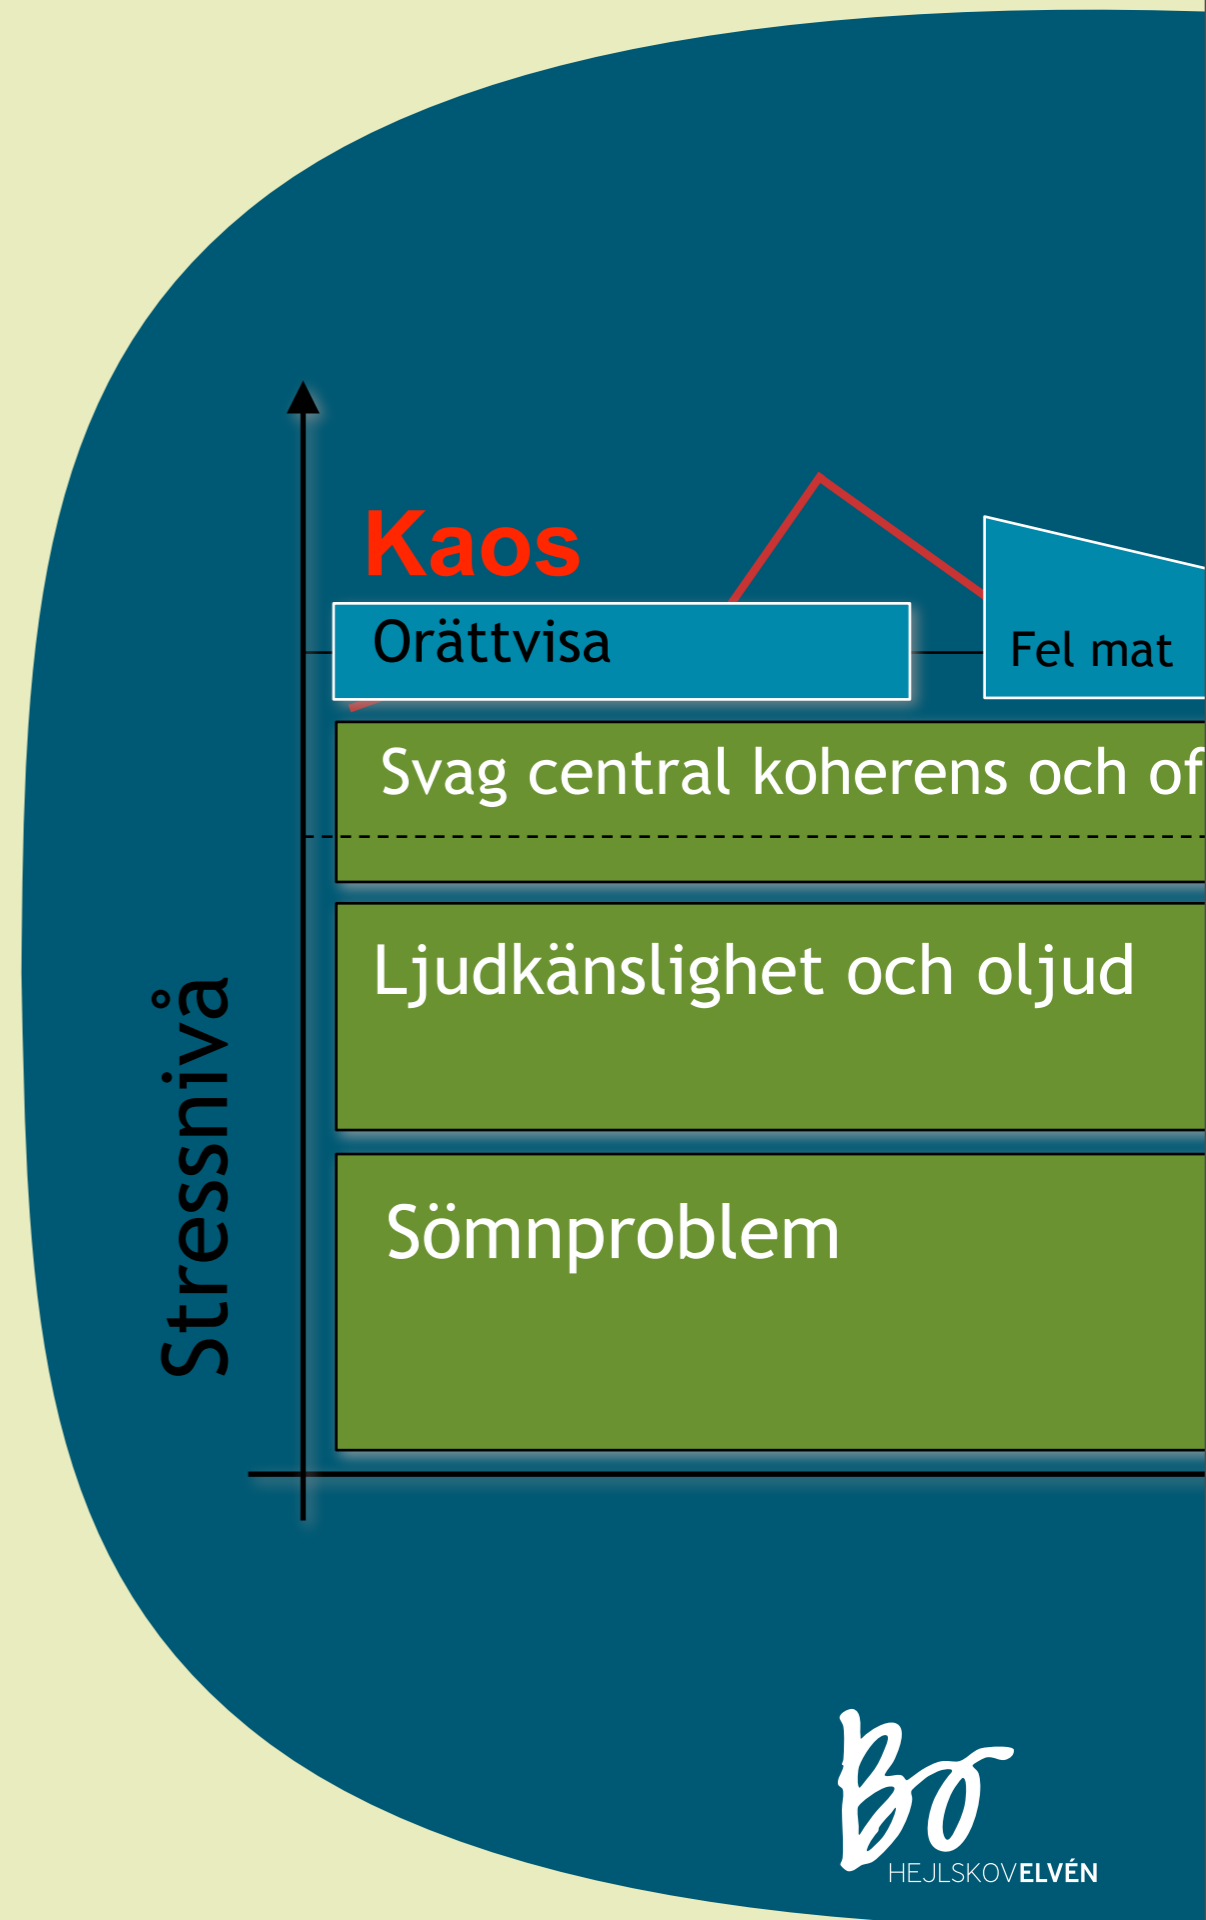 Kaos
Orättvisa
Fel mat
Svag central koherens och of
Ljudkänslighet och oljud
Sömnproblem
Stressnivå
Bo
HEJLSKOVELVÉN